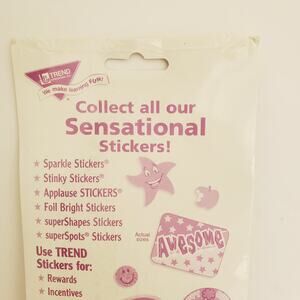 TREND
We make learning FUN!
Collect all our
Sensational
Stickers!
★ Sparkle Stickers®
★ Stinky Stickers®
★ Applause STICKERS®
★ Foil Bright Stickers
★ superShapes Stickers
★ superSpots® Stickers
Actual
sizes
AWESOME
Use TREND
Stickers for:
★ Rewards
★ Incentives